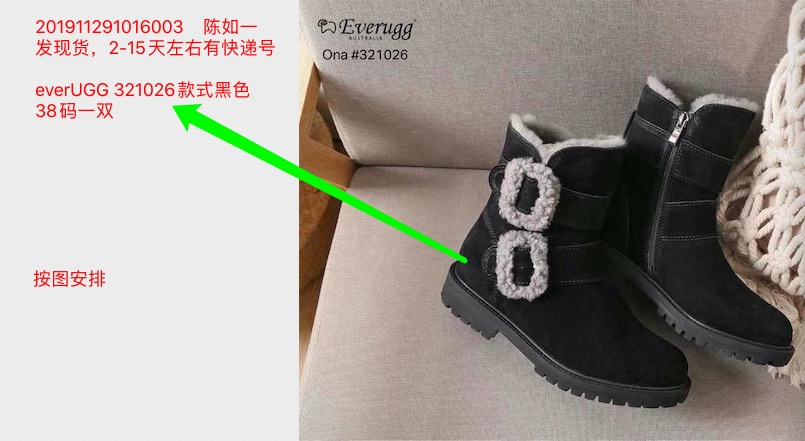 201911291016003 陈如一
发现货，2-15天左右有快递号
everUGG 321026款式黑色
38码一双
按图安排
Everugg
AUSTRALIA
Ona #321026